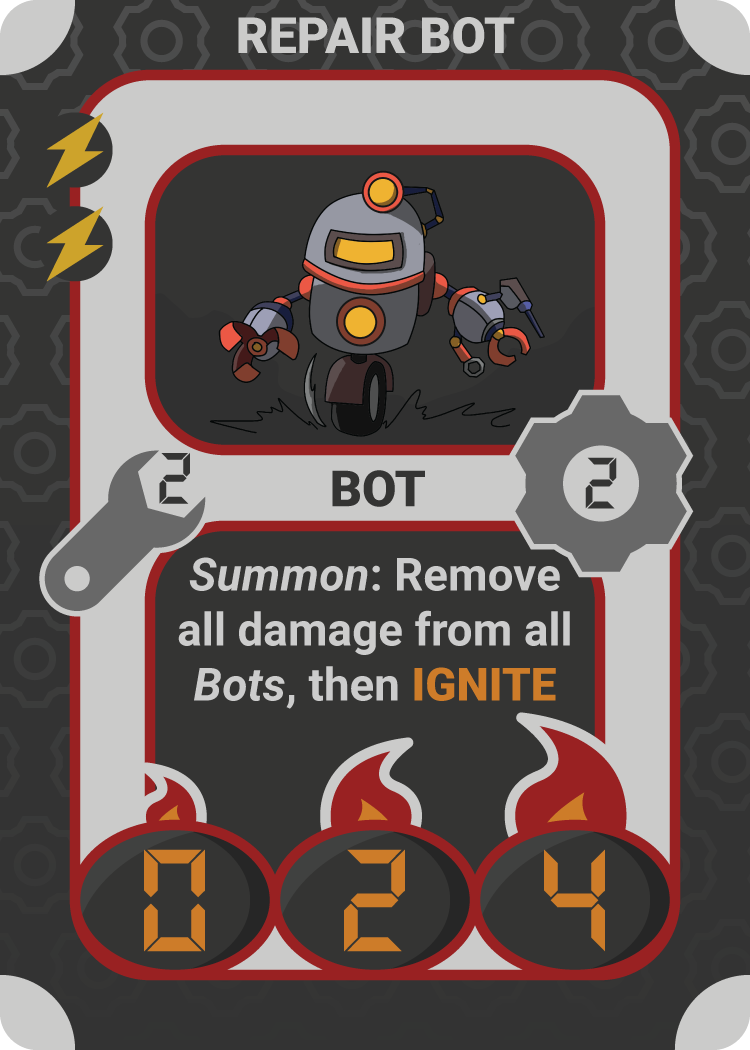 REPAIR BOT
2
BOT
2
Summon: Remove
all damage from all
Bots, then IGNITE
0 2 4